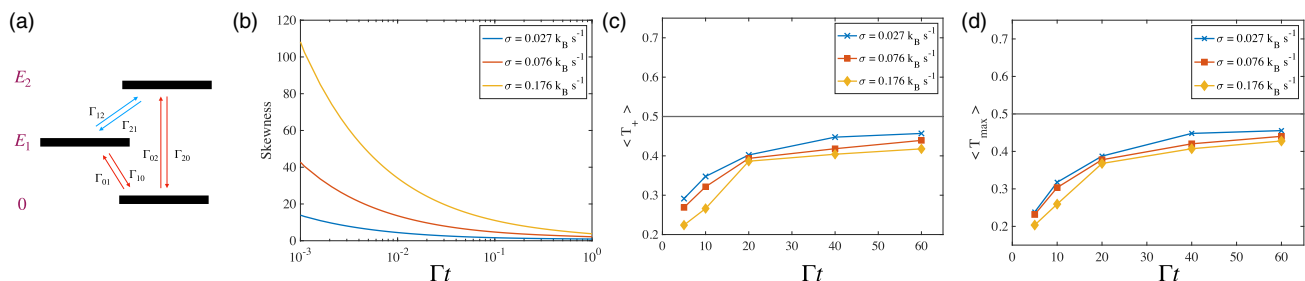 (a)
E2
E1
0
Γ12
Γ21
Γ01
Γ10
Γ02
Γ20
(b)
120
100
80
60
40
20
0
Skewness
σ = 0.027 kB s-1
σ = 0.076 kB s-1
σ = 0.176 kB s-1
10-3
10-2
10-1
100
Γt
(c)
0.7
0.6
0.5
0.4
0.3
0.2
< T+ >
σ = 0.027 kB s-1
σ = 0.076 kB s-1
σ = 0.176 kB s-1
0 10 20 30 40 50 60
Γt
(d)
0.7
0.6
0.5
0.4
0.3
0.2
< Tmax >
σ = 0.027 kB s-1
σ = 0.076 kB s-1
σ = 0.176 kB s-1
0 10 20 30 40 50 60
Γt